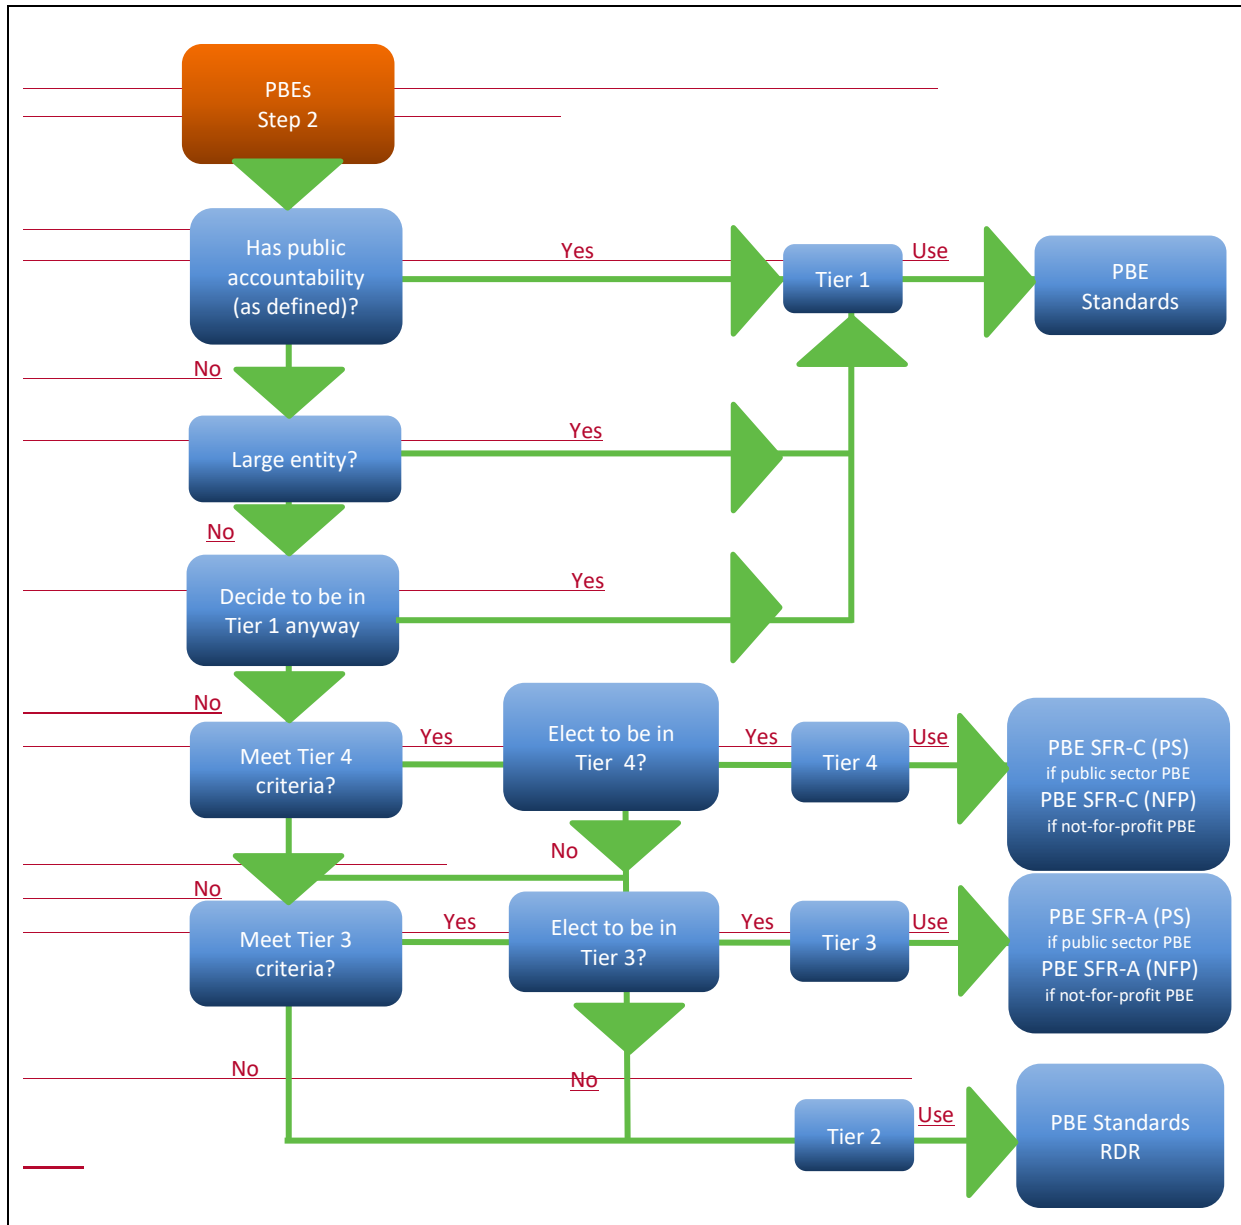 PBEs
Step 2
Has public
accountability
(as defined)?
Yes
Tier 1
Use
PBE
Standards
No
Large entity?
Yes
No
Decide to be in
Tier 1 anyway
Yes
No
Meet Tier 4
criteria?
Yes
Elect to be in
Tier 4?
Yes
Tier 4
Use
PBE SFR-C (PS)
if public sector PBE
PBE SFR-C (NFP)
if not-for-profit PBE
No
No
Meet Tier 3
criteria?
Yes
Elect to be in
Tier 3?
Yes
Tier 3
Use
PBE SFR-A (PS)
if public sector PBE
PBE SFR-A (NFP)
if not-for-profit PBE
No
No
Tier 2
Use
PBE Standards
RDR